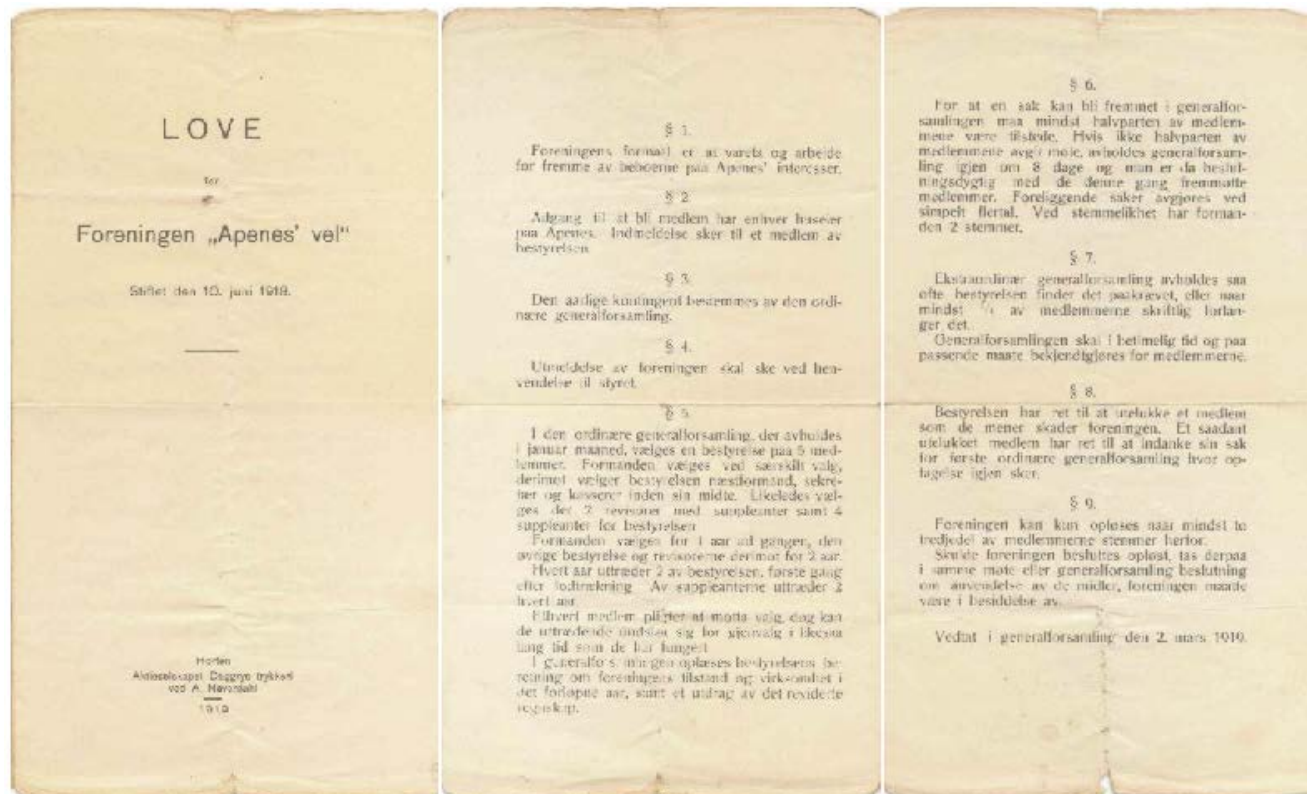 LOVE
for
Foreningen „Apenes' vel"
Stiftet den 10. juni 1918.
Horten
Aktieselskapet Daggrys trykkeri
ved A. Neverdahl
1919
§ 1.
Foreningens formaal er at vareta og arbeide
for fremme av beboerne paa Apenes' interesser.
§ 2
Adgang til at bli medlem har enhver huseier
paa Apenes. Indmeldelse sker til et medlem av
bestyrelsen
§ 3.
Den aarlige kontingent bestemmes av den ordi-
nære generalforsamling.
§ 4.
Utmeldelse av foreningen skal ske ved hen-
vendelse til styret.
§ 5.
I den ordinære generalforsamling, der avholdes
i januar maaned, vælges en bestyrelse paa 5 med-
lemmer. Formanden vælges ved særskilt valg,
derimot vælger bestyrelsen næstformand, sekre-
tær og kasserer inden sin midte. Likeledes væl-
ges der 2 revisorer med suppleanter samt 4
suppleanter for bestyrelsen
Formanden vælges for 1 aar ad gangen, den
øvrige bestyrelse og revisorerne derimot for 2 aar.
Hvert aar uttræder 2 av bestyrelsen, første gang
efter lodtrækning. Av suppleanterne uttræder 2
hvert aar.
Ethvert medlem pligter at motta valg, dog kan
de uttrædende undslaa sig for gjenvalg i likesaa
lang tid som de har fungert
I generalforsamlingen oplæses bestyrelsens be-
retning om foreningens tilstand og virksomhet i
det forløpne aar, samt et utdrag av det reviderte
regnskap.
§ 6.
For at en sak kan bli fremmet i generalfor-
samlingen maa mindst halvparten av medlem-
mene være tilstede. Hvis ikke halvparten av
medlemmene avgir møte, avholdes generalforsam-
ling igjen om 8 dage og man er da beslut-
ningsdygtig med de denne gang fremmøtte
medlemmer. Foreliggende saker avgjøres ved
simpelt flertal. Ved stemmelikhet har forman-
den 2 stemmer.
§ 7.
Ekstraordinær generalforsamling avholdes saa
ofte bestyrelsen finder det paakrævet, eller naar
mindst av medlemmerne skriftlig forlan-
ger det.
Generalforsamlingen skal i betimelig tid og paa
passende maate bekjendtgjøres for medlemmerne.
§ 8.
Bestyrelsen har ret til at utelukke et medlem
som de mener skader foreningen. Et saadant
utelukket medlem har ret til at indanke sin sak
for første ordinære generalforsamling hvor op-
tagelse igjen sker.
§ 9.
Foreningen kan kun opløses naar mindst to
tredjedel av medlemmerne stemmer herfor.
Skulde foreningen besluttes opløst, tas derpaa
i samme møte eller generalforsamling beslutning
om anvendelse av de midler, foreningen maatte
være i besiddelse av.
Vedtat i generalforsamling den 2. mars 1919.